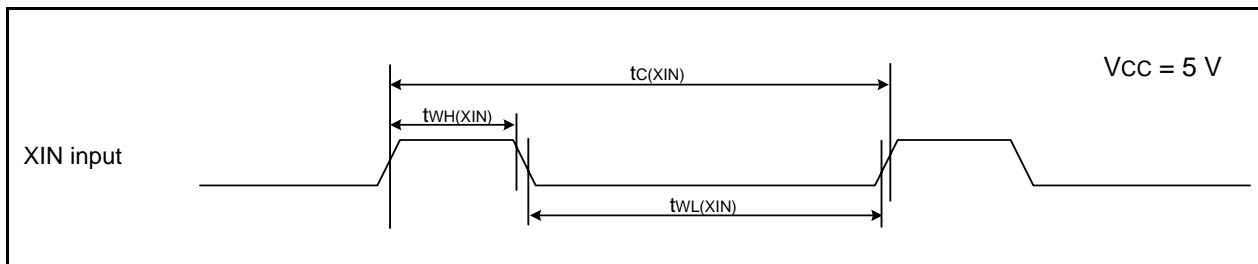 VCC = 5 V
tC(XIN)
tWH(XIN)
XIN input
tWL(XIN)